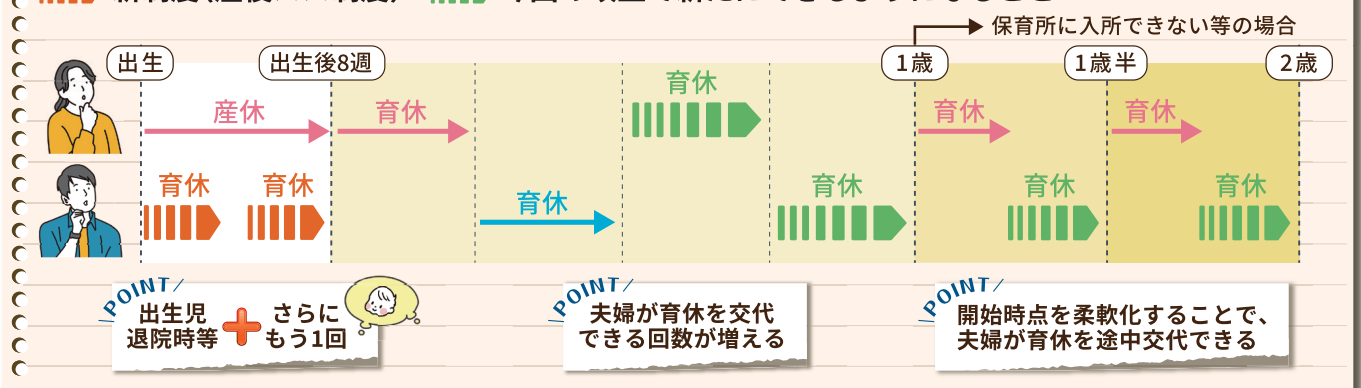 保育所に入所できない等の場合
出生
出生後8週
1歳
1歳半
2歳
産休
育休
育休
育休
育休
育休
育休
育休
育休
育休
育休
POINT
出生児
退院時等
さらに
もう1回
POINT
夫婦が育休を交代
できる回数が増える
POINT
開始時点を柔軟化することで、
夫婦が育休を途中交代できる